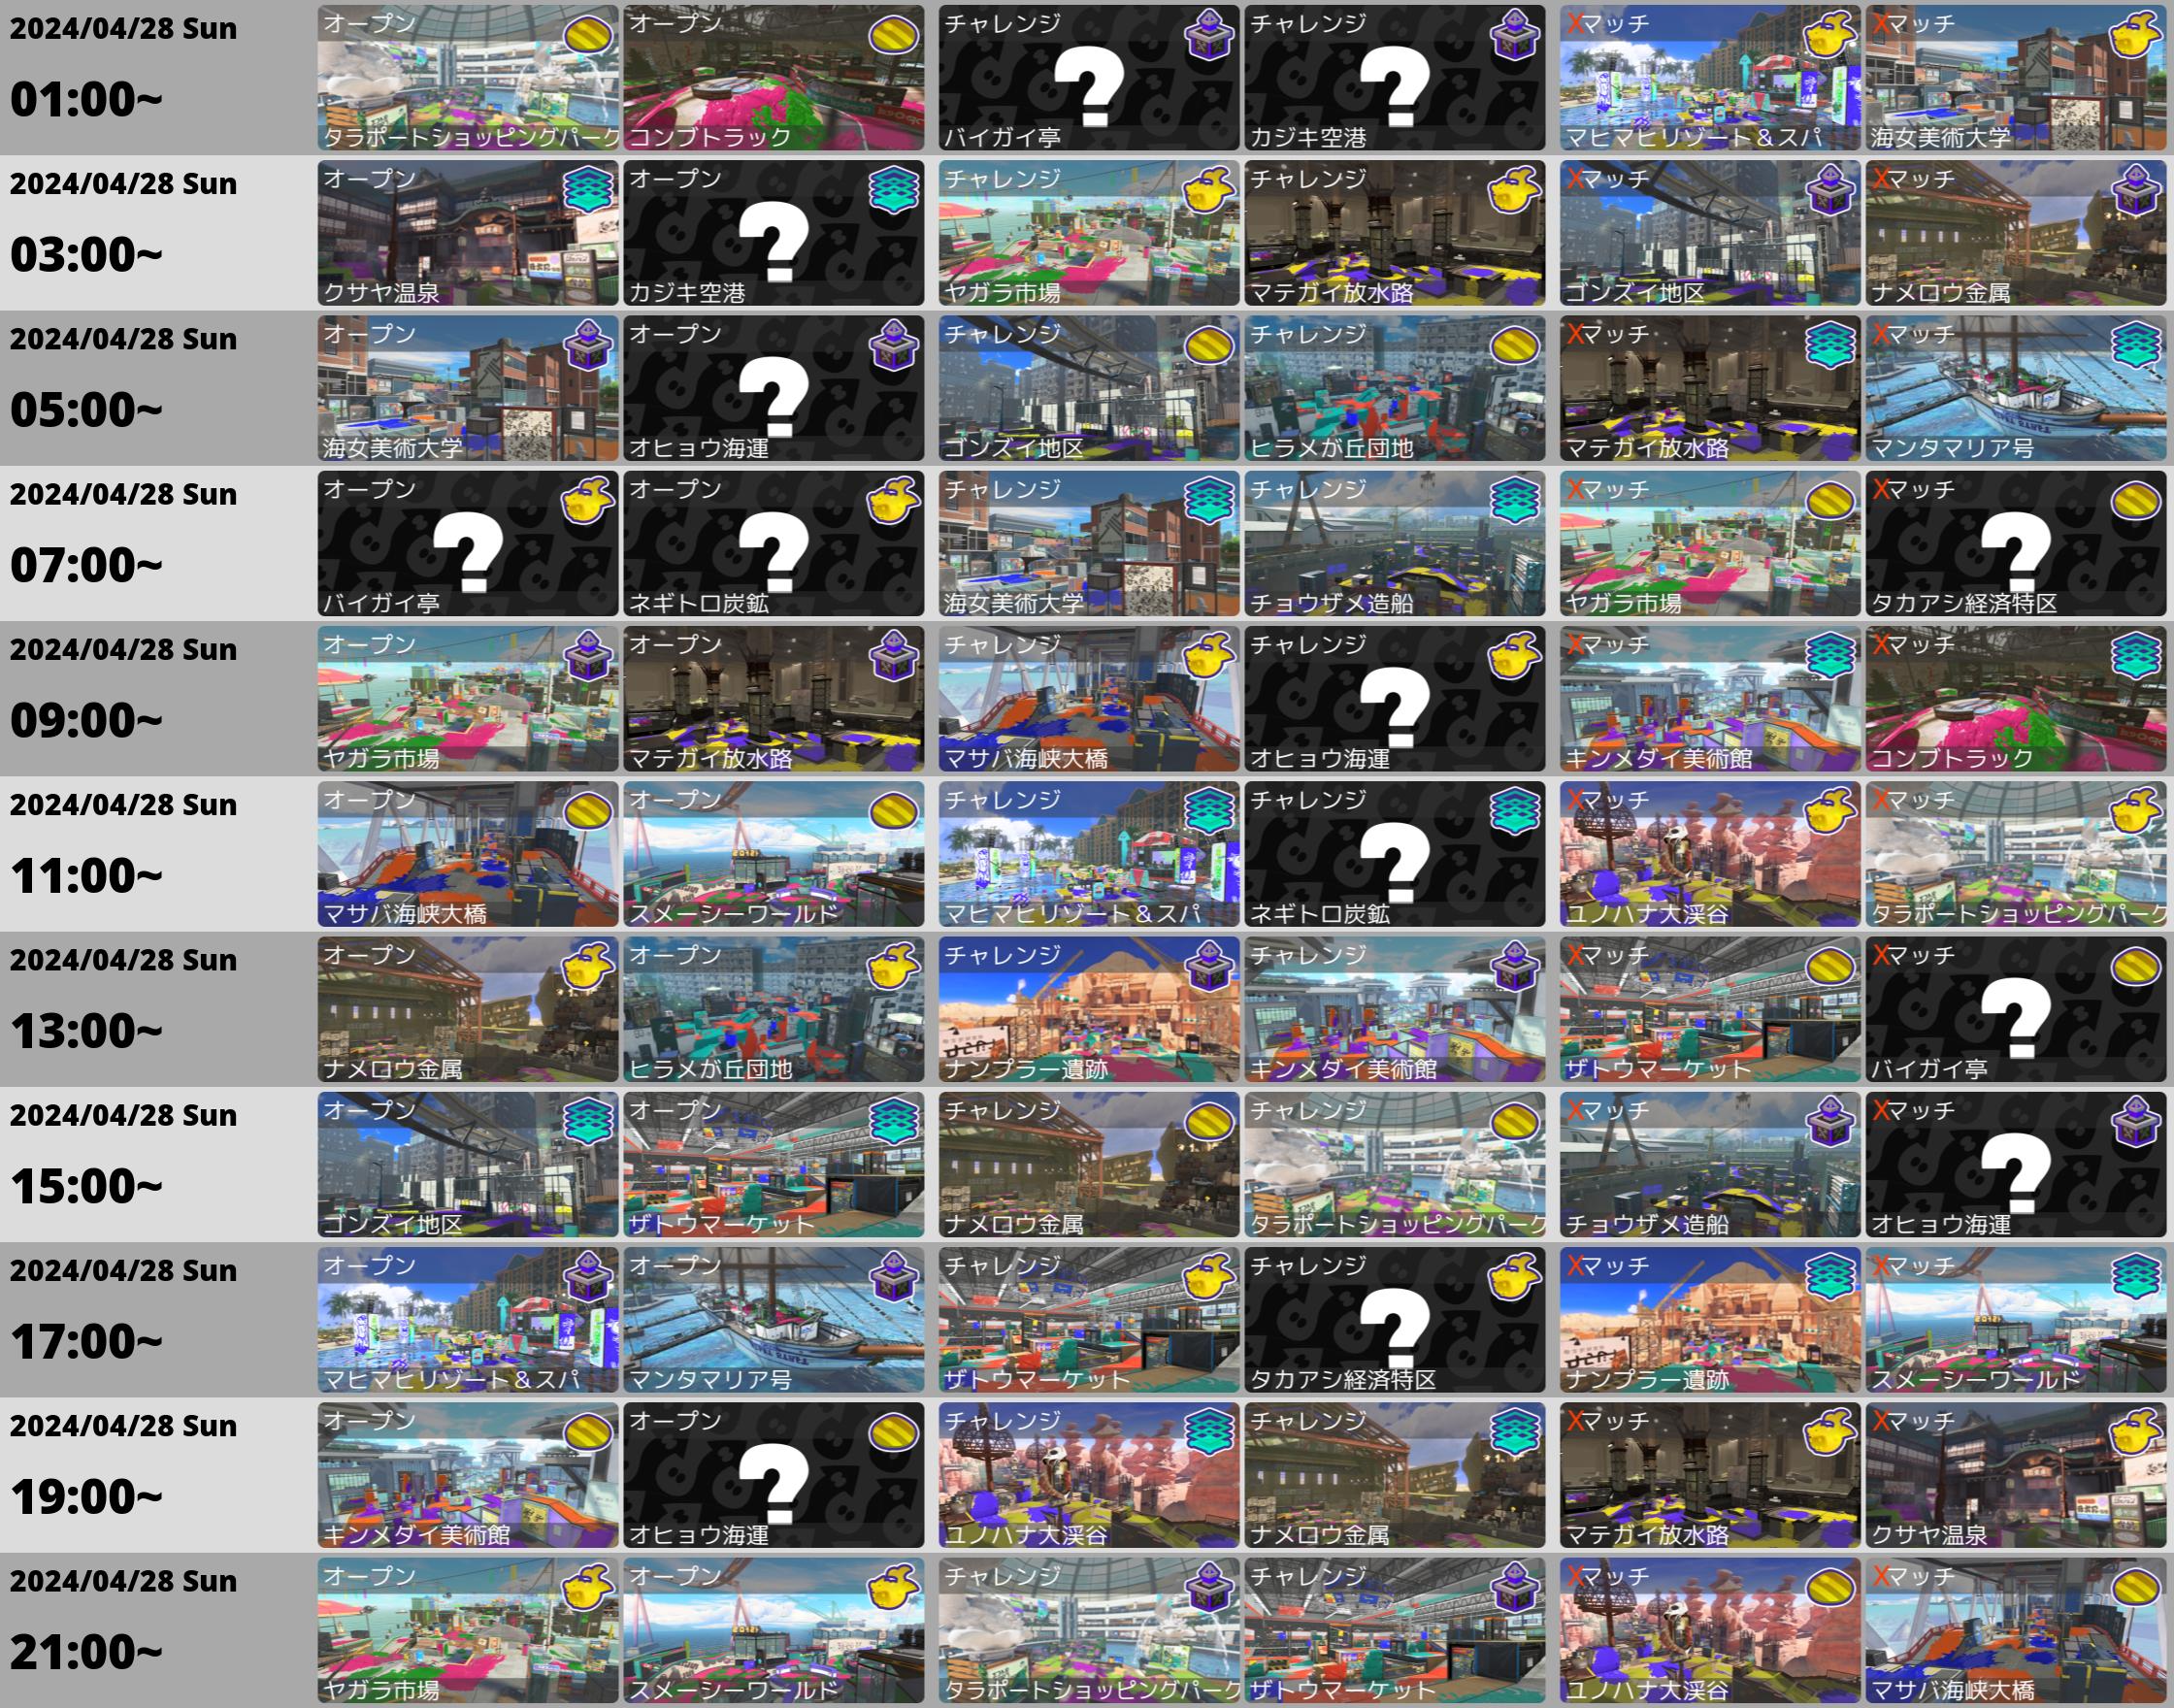 2024/04/28 Sun
01:00~
オープン
タラポートショッピングパーク
オープン
コンブトラック
チャレンジ
バイガイ亭
チャレンジ
カジキ空港
Xマッチ
マヒマヒリゾート&スパ
Xマッチ
海女美術大学
2024/04/28 Sun
03:00~
オープン
クサヤ温泉
オープン
カジキ空港
チャレンジ
ヤガラ市場
チャレンジ
マテガイ放水路
Xマッチ
ゴンズイ地区
Xマッチ
ナメロウ金属
2024/04/28 Sun
05:00~
オープン
海女美術大学
オープン
オヒョウ海運
チャレンジ
ゴンズイ地区
チャレンジ
ヒラメが丘団地
Xマッチ
マテガイ放水路
Xマッチ
マンタマリア号
2024/04/28 Sun
07:00~
オープン
バイガイ亭
オープン
ネギトロ炭鉱
チャレンジ
海女美術大学
チャレンジ
チョウザメ造船
Xマッチ
ヤガラ市場
Xマッチ
タカアシ経済特区
2024/04/28 Sun
09:00~
オープン
ヤガラ市場
オープン
マテガイ放水路
チャレンジ
マサバ海峡大橋
チャレンジ
オヒョウ海運
Xマッチ
キンメダイ美術館
Xマッチ
コンブトラック
2024/04/28 Sun
11:00~
オープン
マサバ海峡大橋
オープン
スメーシーワールド
チャレンジ
マヒマヒリゾート&スパ
チャレンジ
ネギトロ炭鉱
Xマッチ
ユノハナ大渓谷
Xマッチ
タラポートショッピングパーク
2024/04/28 Sun
13:00~
オープン
ナメロウ金属
オープン
ヒラメが丘団地
チャレンジ
ナンプラー遺跡
チャレンジ
キンメダイ美術館
Xマッチ
ザトウマーケット
Xマッチ
バイガイ亭
2024/04/28 Sun
15:00~
オープン
ゴンズイ地区
オープン
ザトウマーケット
チャレンジ
ナメロウ金属
チャレンジ
タラポートショッピングパーク
Xマッチ
チョウザメ造船
Xマッチ
オヒョウ海運
2024/04/28 Sun
17:00~
オープン
マヒマヒリゾート&スパ
オープン
マンタマリア号
チャレンジ
ザトウマーケット
チャレンジ
タカアシ経済特区
Xマッチ
ナンプラー遺跡
Xマッチ
スメーシーワールド
2024/04/28 Sun
19:00~
オープン
キンメダイ美術館
オープン
オヒョウ海運
チャレンジ
ユノハナ大渓谷
チャレンジ
ナメロウ金属
Xマッチ
マテガイ放水路
Xマッチ
クサヤ温泉
2024/04/28 Sun
21:00~
オープン
ヤガラ市場
オープン
スメーシーワールド
チャレンジ
タラポートショッピングパーク
チャレンジ
ザトウマーケット
Xマッチ
ユノハナ大渓谷
Xマッチ
マサバ海峡大橋